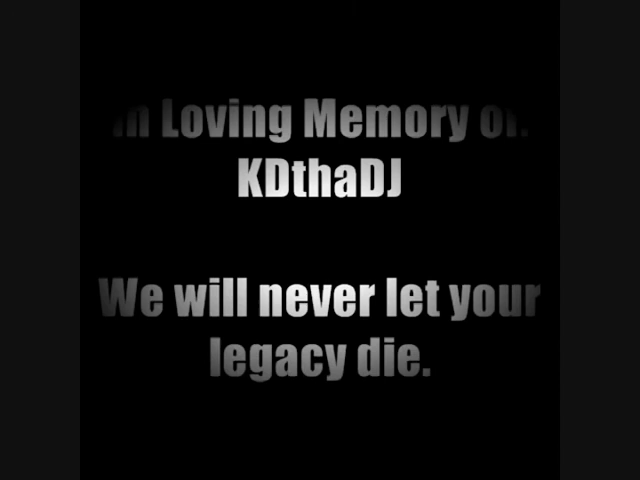 In Loving Memory of:
KDthaDJ
We will never let your
legacy die.